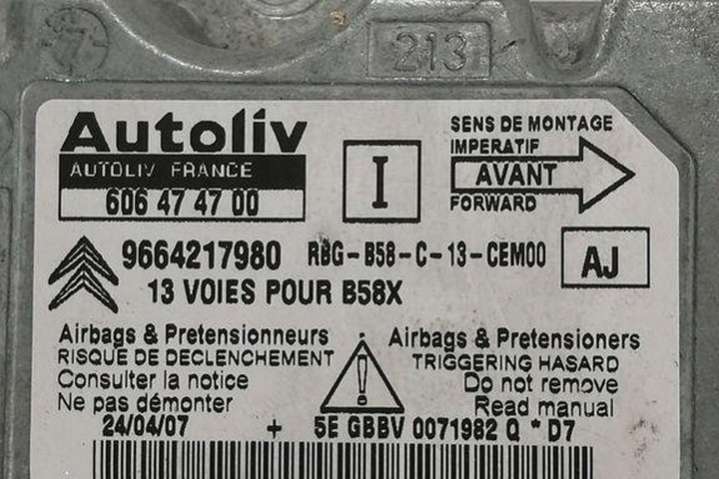 213
Autoliv
AUTOLIV FRANCE
606 47 47 00
I
SENS DE MONTAGE
IMPERATIF
AVANT
FORWARD
9664217980 RBG-B58-C-13-CEM00
AJ
13 VOIES POUR B58X
Airbags & Pretensionneurs
RISQUE DE DECLENCHEMENT
Consulter la notice
Ne pas démonter
!
Airbags & Pretensioners
TRIGGERING HASARD
Do not remove
Read manual
24/04/07 + 5E GBBV 0071982 Q * D7